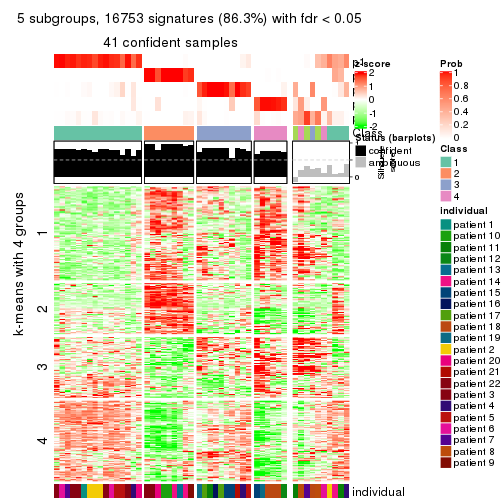 5 subgroups, 16753 signatures (86.3%) with fdr < 0.05
41 confident samples
z-score
2
1
0
-1
-2
Prob
1
0.8
0.6
0.4
0.2
0
Class
Status (barplots)
confident
ambiguous
Class
1
2
3
4
k-means with 4 groups
1
2
3
4
individual
individual
patient 1
patient 10
patient 11
patient 12
patient 13
patient 14
patient 15
patient 16
patient 17
patient 18
patient 19
patient 2
patient 20
patient 21
patient 22
patient 3
patient 4
patient 5
patient 6
patient 7
patient 8
patient 9